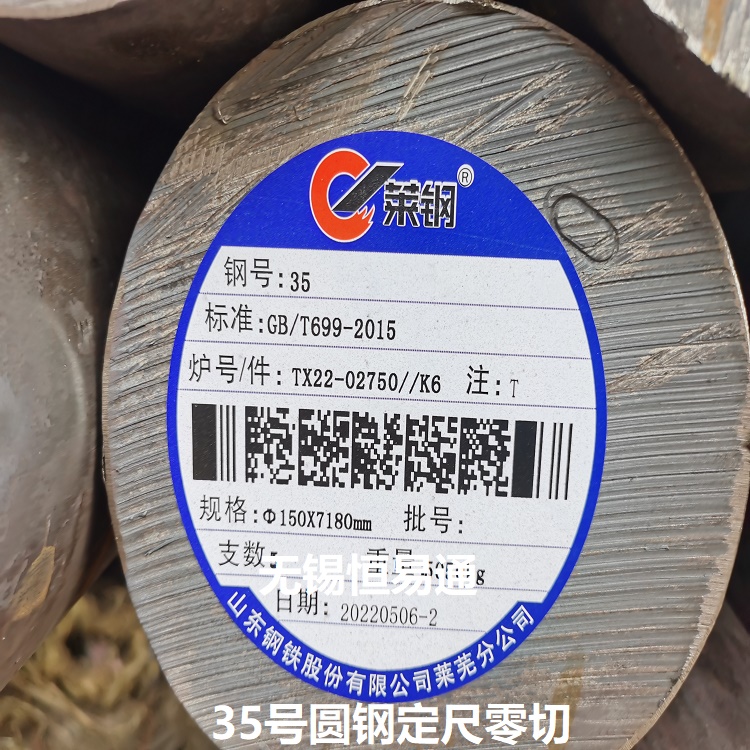 莱钢®
钢号:35
标准:GB/T699-2015
炉号/件: TX22-02750//K6 注:T
规格:Φ150X7180mm 批号:
支数:
重量
无锡恒易通
日期: 20220506-2
山东钢铁股份有限公司莱芜分公司
35号圆钢定尺零切